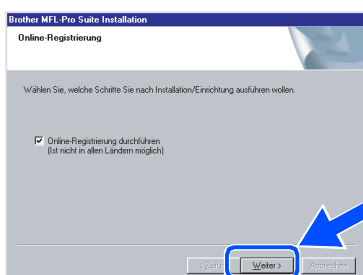 Brother MFL-Pro Suite Installation
Online-Registrierung
Wählen Sie, welche Schritte Sie nach Installation/Einrichtung ausführen wollen.
Online-Registrierung durchführen
(Ist nicht in allen Ländern möglich)
Weiter > Abbrechen